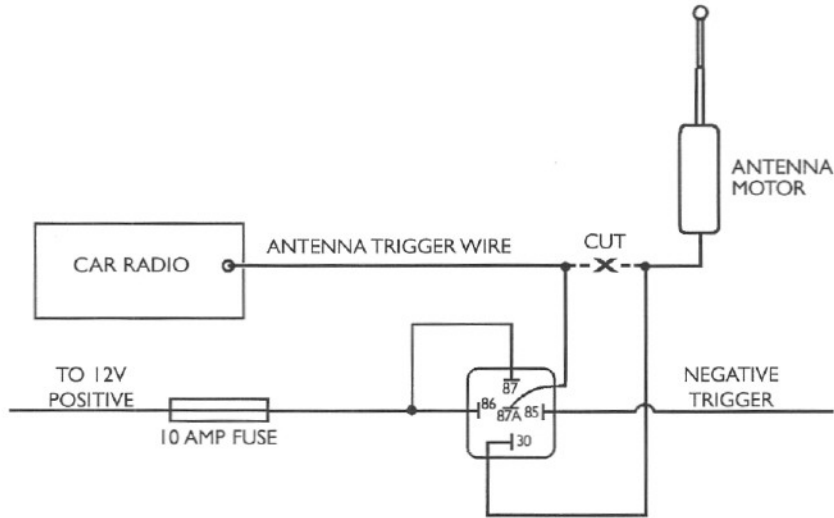 ANTENNA
MOTOR
CAR RADIO
ANTENNA TRIGGER WIRE
CUT
TO 12V
POSITIVE
10 AMP FUSE
87
86
87A
85
30
NEGATIVE
TRIGGER